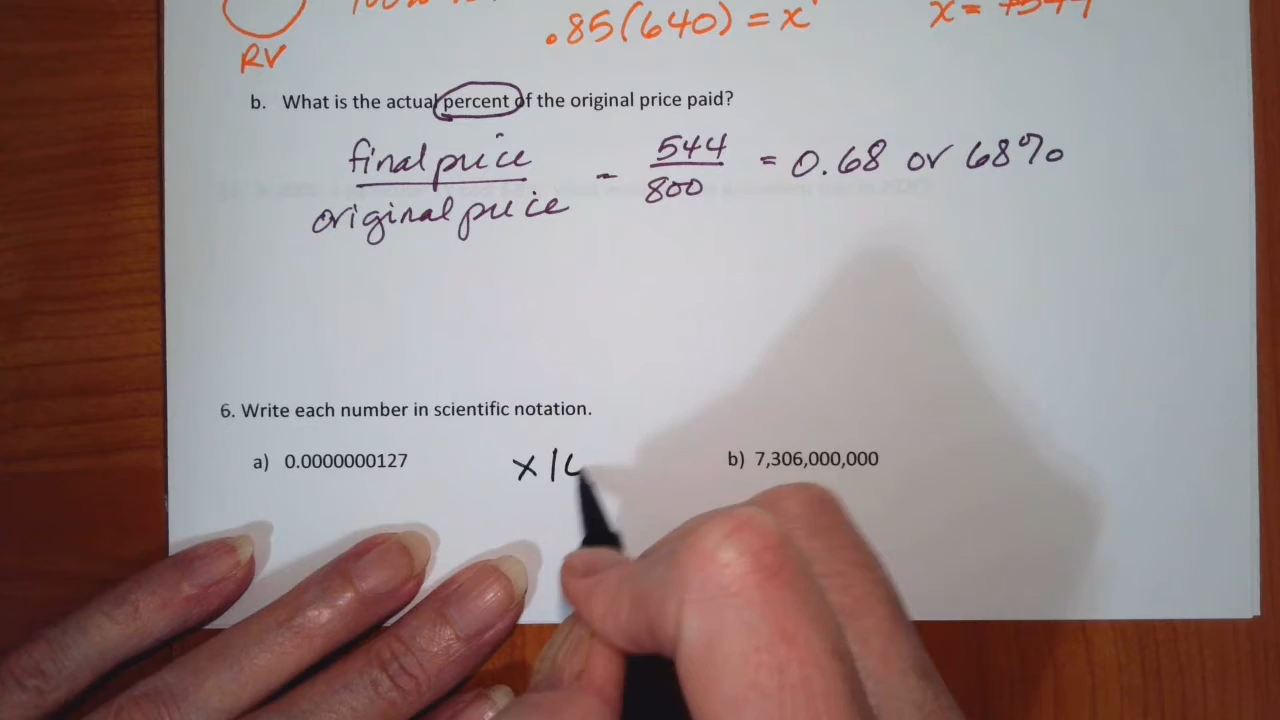 .85(640) = x
RV
b. What is the actual percent of the original price paid?
final price / original price = 544 / 800 = 0.68 or 68%
6. Write each number in scientific notation.
a) 0.0000000127 x 1 b) 7,306,000,000